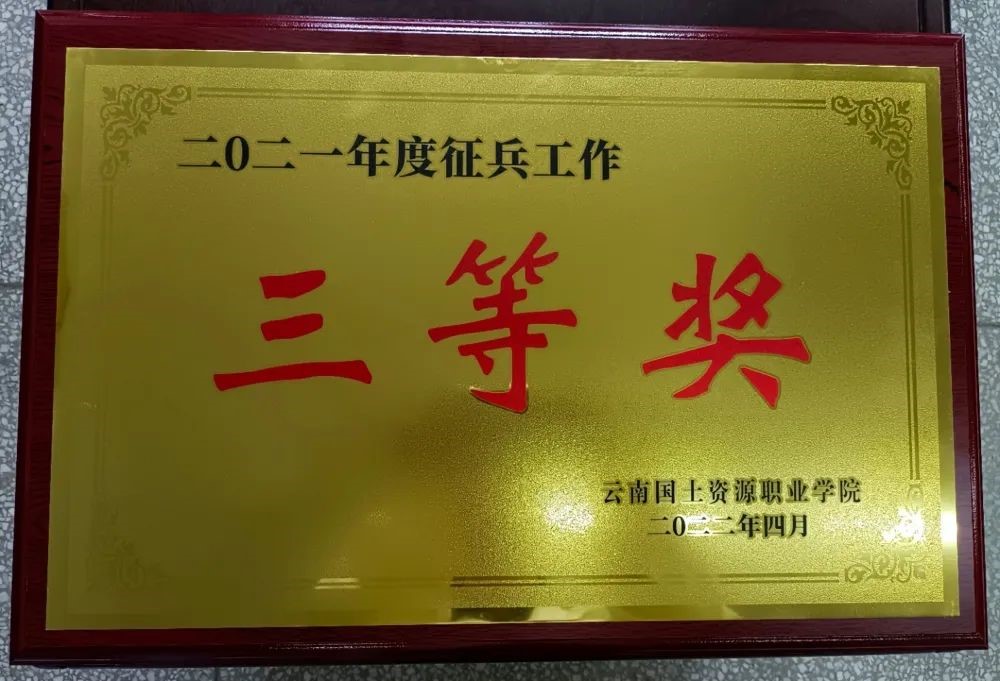 二0二一年度征兵工作
三等奖
云南国土资源职业学院
二0二二年四月